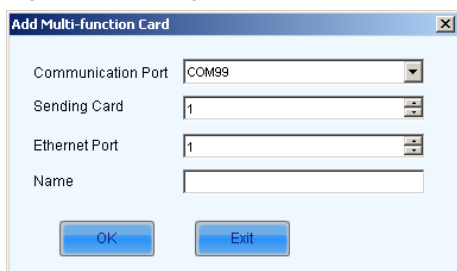 Add Multi-function Card
Communication Port COM99
Sending Card 1
Ethernet Port 1
Name
OK Exit